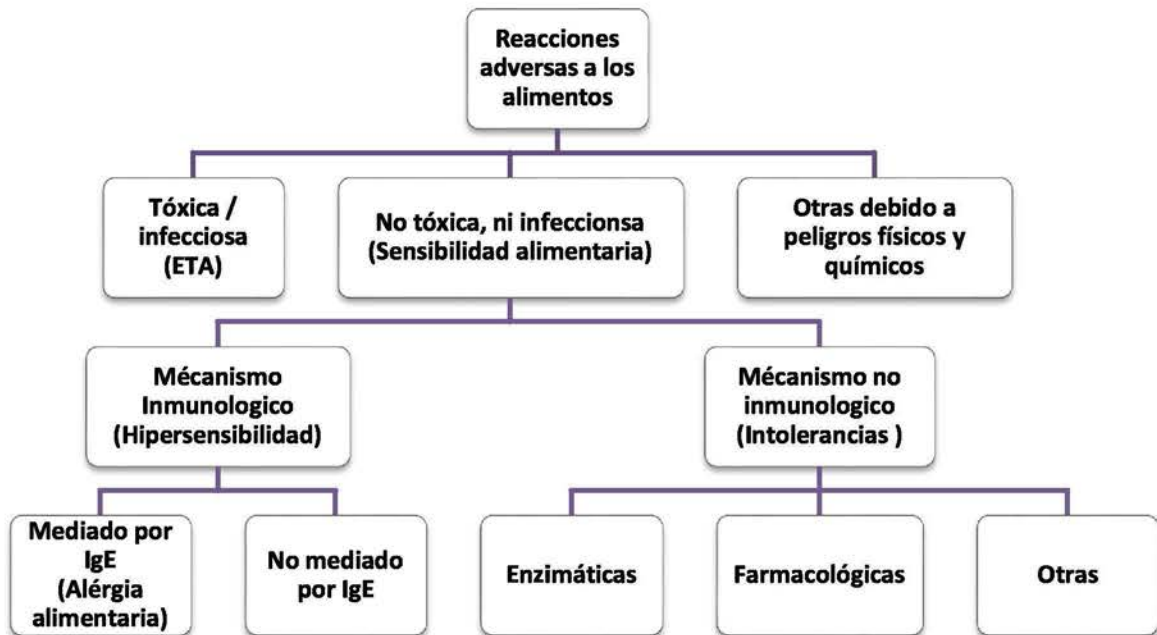 Reacciones
adversas a los
alimentos
Tóxica /
infecciosa
(ETA)
No tóxica, ni infeccionsa
(Sensibilidad alimentaria)
Otras debido a
peligros físicos y
químicos
Mécanismo
Inmunologico
(Hipersensibilidad)
Mécanismo no
inmunologico
(Intolerancias )
Mediado por
IgE
(Alérgia
alimentaria)
No mediado
por IgE
Enzimáticas
Farmacológicas
Otras